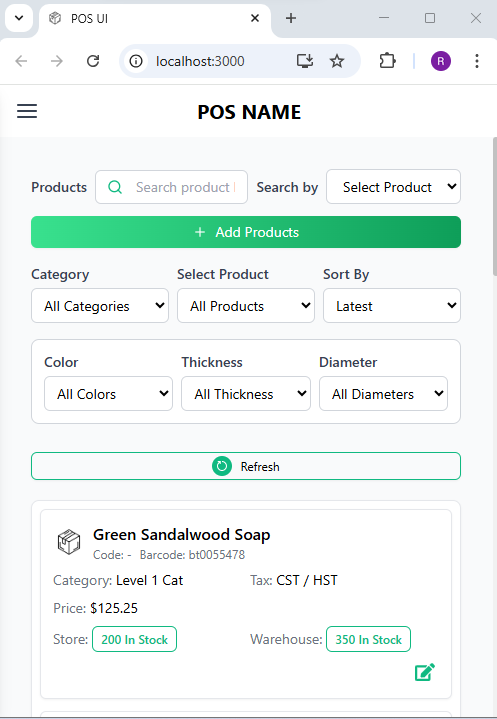 POS UI
localhost:3000
R
POS NAME
Products Search product Search by Select Product
+ Add Products
Category Select Product Sort By
All Categories All Products Latest
Color Thickness Diameter
All Colors All Thickness All Diameters
Refresh
Green Sandalwood Soap
Code: - Barcode: bt0055478
Category: Level 1 Cat Tax: CST / HST
Price: $125.25
Store: 200 In Stock Warehouse: 350 In Stock